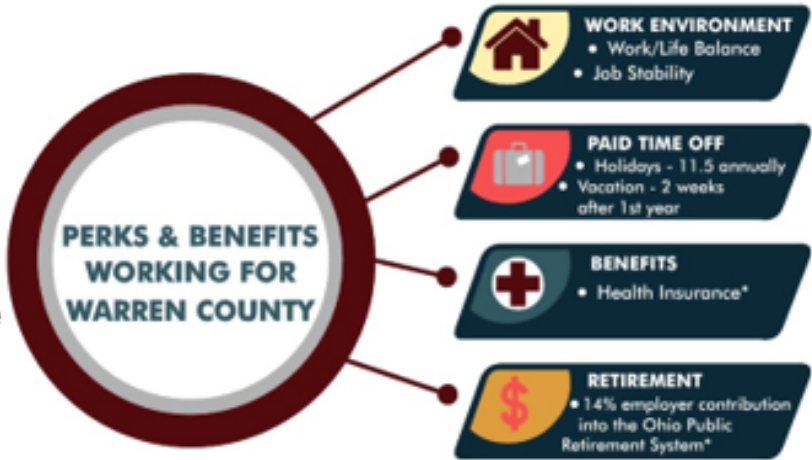 PERKS & BENEFITS
WORKING FOR
WARREN COUNTY
WORK ENVIRONMENT
• Work/Life Balance
• Job Stability
PAID TIME OFF
• Holidays - 11.5 annually
• Vacation - 2 weeks
after 1st year
BENEFITS
• Health Insurance*
RETIREMENT
• 14% employer contribution
into the Ohio Public
Retirement System*